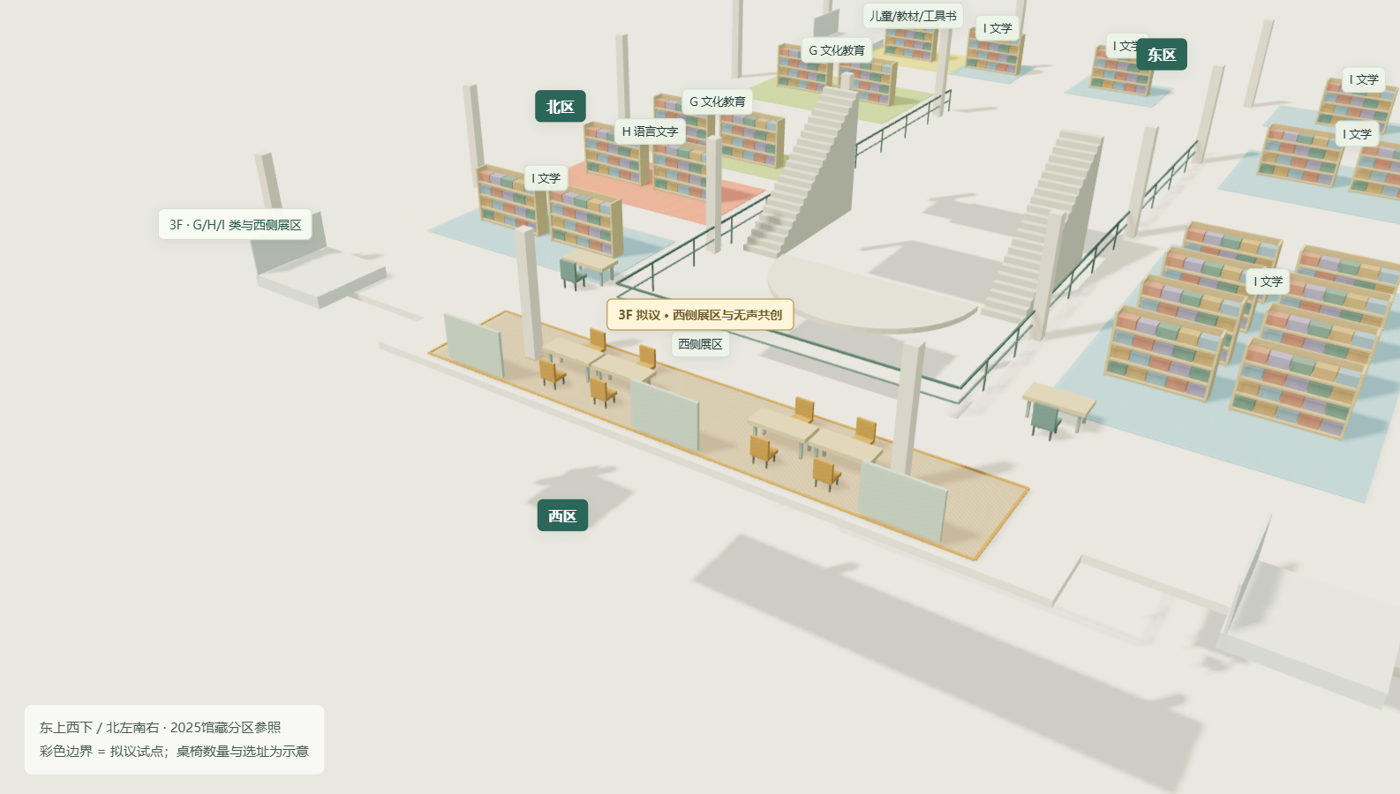 儿童/教材/工具书
I 文学
I 文学
东区
G 文化教育
I 文学
G 文化教育
北区
H 语言文字
I 文学
I 文学
3F · G/H/I 类与西侧展区
I 文学
3F 拟议 · 西侧展区与无声共创
西侧展区
西区
东上西下 / 北左南右 · 2025馆藏分区参照
彩色边界 = 拟议试点；桌椅数量与选址为示意